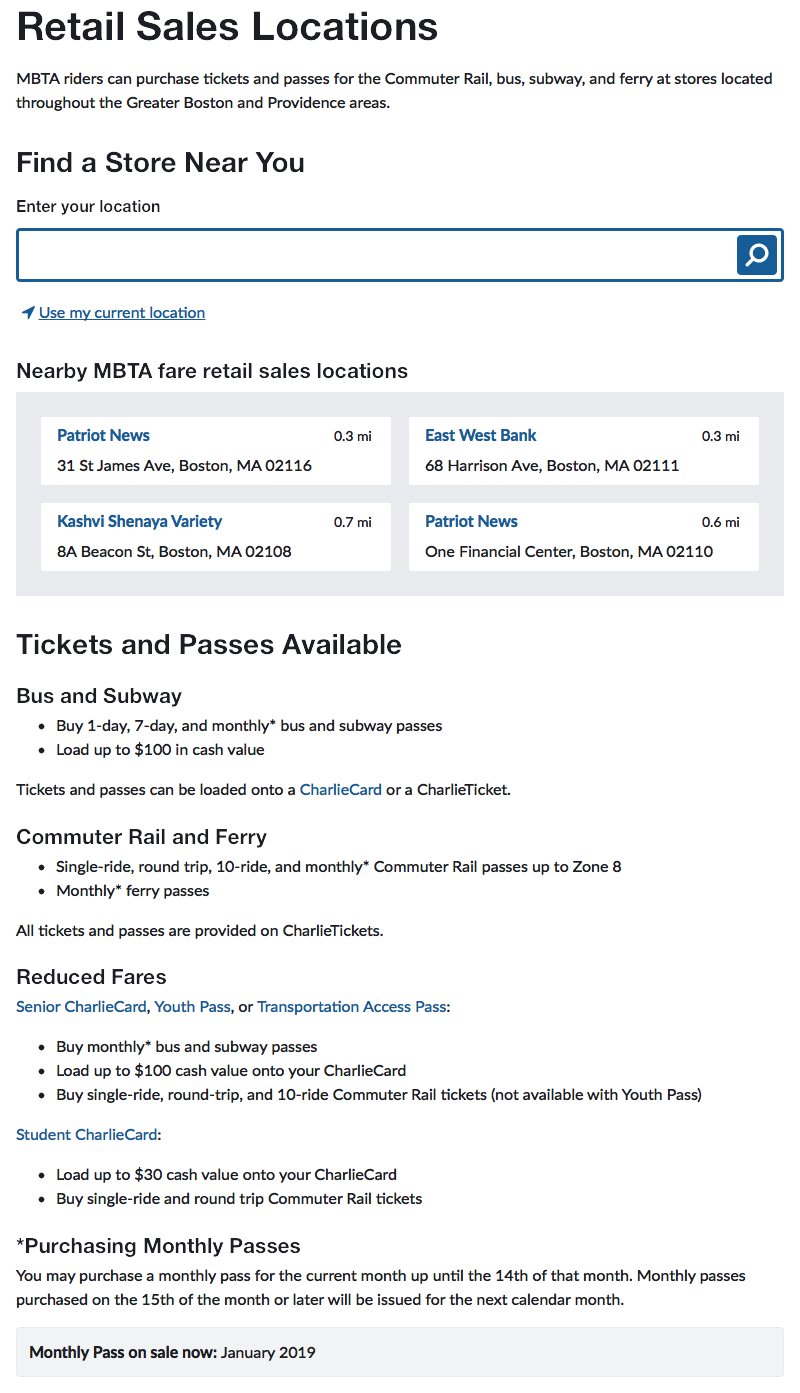 Retail Sales Locations
MBTA riders can purchase tickets and passes for the Commuter Rail, bus, subway, and ferry at stores located
throughout the Greater Boston and Providence areas.
Find a Store Near You
Enter your location
Use my current location
Nearby MBTA fare retail sales locations
Patriot News 0.3 mi
31 St James Ave, Boston, MA 02116
East West Bank 0.3 mi
68 Harrison Ave, Boston, MA 02111
Kashvi Shenaya Variety 0.7 mi
8A Beacon St, Boston, MA 02108
Patriot News 0.6 mi
One Financial Center, Boston, MA 02110
Tickets and Passes Available
Bus and Subway
• Buy 1-day, 7-day, and monthly* bus and subway passes
• Load up to $100 in cash value
Tickets and passes can be loaded onto a CharlieCard or a CharlieTicket.
Commuter Rail and Ferry
• Single-ride, round trip, 10-ride, and monthly* Commuter Rail passes up to Zone 8
• Monthly* ferry passes
All tickets and passes are provided on CharlieTickets.
Reduced Fares
Senior CharlieCard, Youth Pass, or Transportation Access Pass:
• Buy monthly* bus and subway passes
• Load up to $100 cash value onto your CharlieCard
• Buy single-ride, round-trip, and 10-ride Commuter Rail tickets (not available with Youth Pass)
Student CharlieCard:
• Load up to $30 cash value onto your CharlieCard
• Buy single-ride and round trip Commuter Rail tickets
*Purchasing Monthly Passes
You may purchase a monthly pass for the current month up until the 14th of that month. Monthly passes
purchased on the 15th of the month or later will be issued for the next calendar month.
Monthly Pass on sale now: January 2019